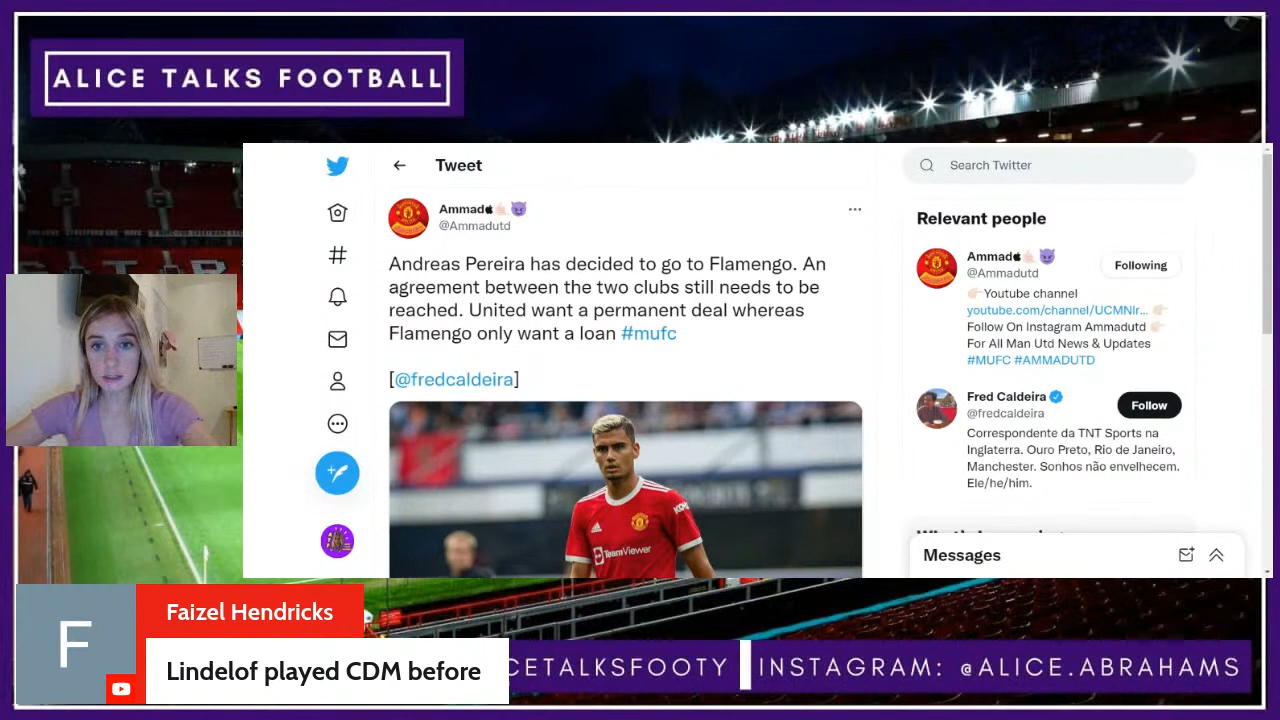 ALICE TALKS FOOTBALL
Tweet
Ammad
@Ammadutd
Andreas Pereira has decided to go to Flamengo. An
agreement between the two clubs still needs to be
reached. United want a permanent deal whereas
Flamengo only want a loan #mufc
[@fredcaldeira]
TeamViewer
Search Twitter
Relevant people
Ammad
@Ammadutd
Following
Youtube channel
youtube.com/channel/UCMNIr...
Follow On Instagram Ammadutd
For All Man Utd News & Updates
#MUFC #AMMADUTD
Fred Caldeira
@fredcaldeira
Follow
Correspondente da TNT Sports na
Inglaterra. Ouro Preto, Rio de Janeiro,
Manchester. Sonhos não envelhecem.
Ele/he/him.
Messages
F
Faizel Hendricks
Lindelof played CDM before
CETALKSFOOTY
INSTAGRAM: @ALICE.ABRAHAMS